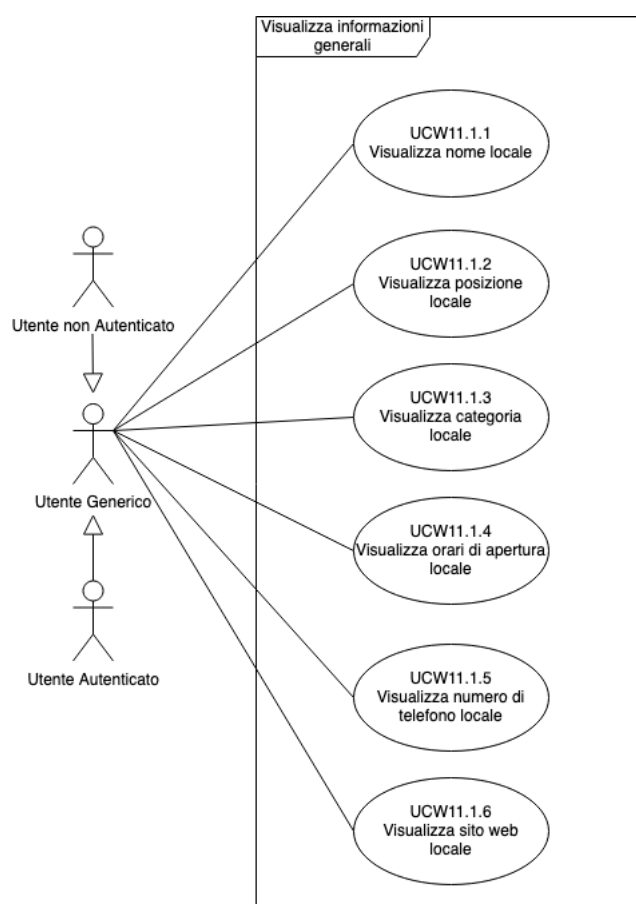 Visualizza informazioni
generali
UCW11.1.1
Visualizza nome locale
UCW11.1.2
Visualizza posizione
locale
Utente non Autenticato
UCW11.1.3
Visualizza categoria
locale
Utente Generico
UCW11.1.4
Visualizza orari di apertura
locale
Utente Autenticato
UCW11.1.5
Visualizza numero di
telefono locale
UCW11.1.6
Visualizza sito web
locale